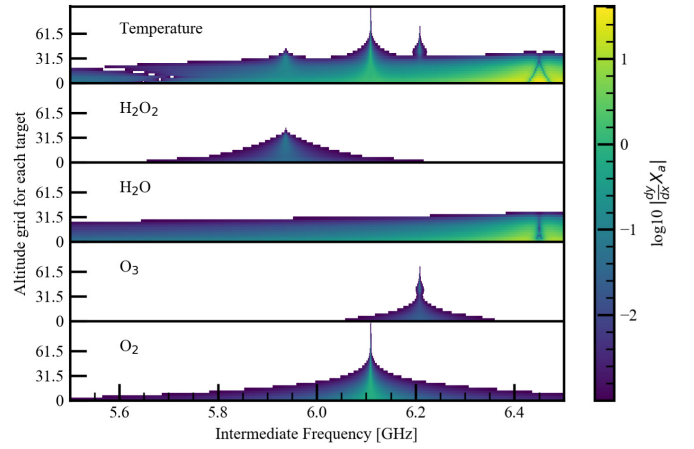 Temperature
61.5
31.5
0
H₂O₂
61.5
31.5
0
H₂O
61.5
31.5
0
O₃
61.5
31.5
0
O₂
61.5
31.5
0
5.6 5.8 6.0 6.2 6.4
Intermediate Frequency [GHz]
Altitude grid for each target
1
0
−1
−2
log10 |dy/dx Xₐ|